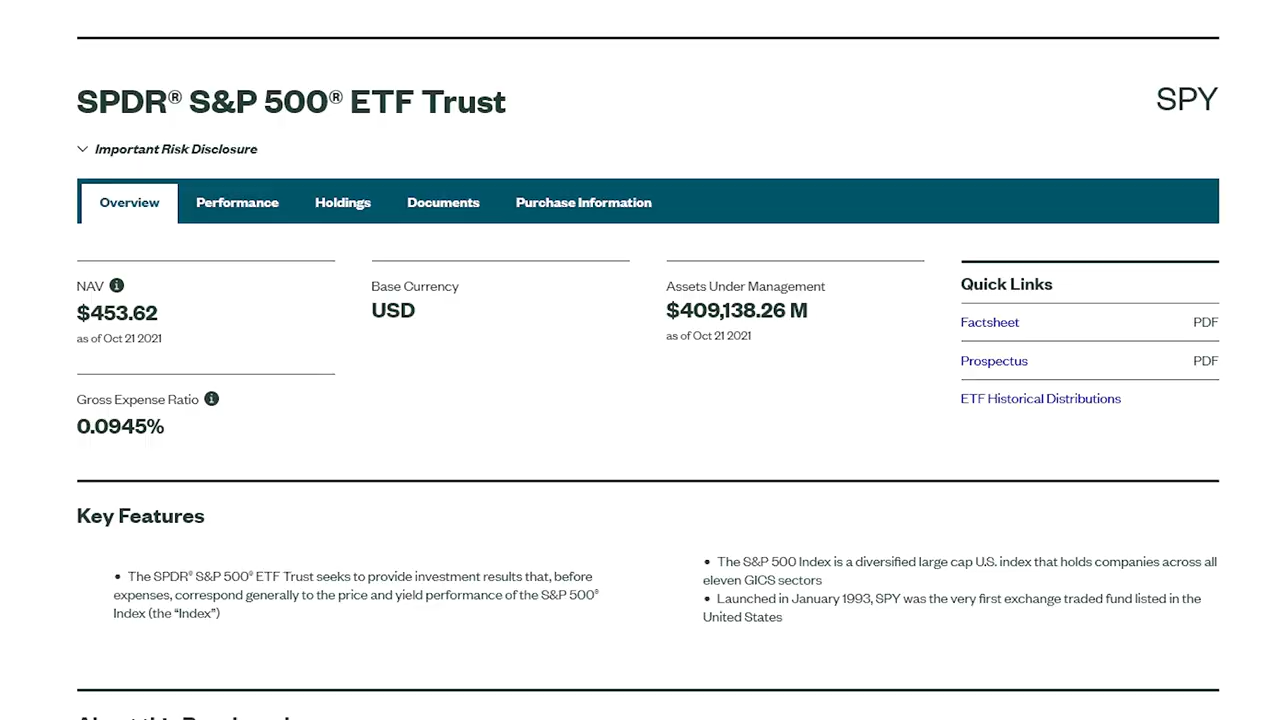 SPDR® S&P 500® ETF Trust
SPY
Important Risk Disclosure
Overview
Performance
Holdings
Documents
Purchase Information
NAV
$453.62
as of Oct 21 2021
Base Currency
USD
Assets Under Management
$409,138.26 M
as of Oct 21 2021
Gross Expense Ratio
0.0945%
Quick Links
Factsheet PDF
Prospectus PDF
ETF Historical Distributions
Key Features
• The SPDR® S&P 500® ETF Trust seeks to provide investment results that, before
expenses, correspond generally to the price and yield performance of the S&P 500®
Index (the “Index”)
• The S&P 500 Index is a diversified large cap U.S. index that holds companies across all
eleven GICS sectors
• Launched in January 1993, SPY was the very first exchange traded fund listed in the
United States